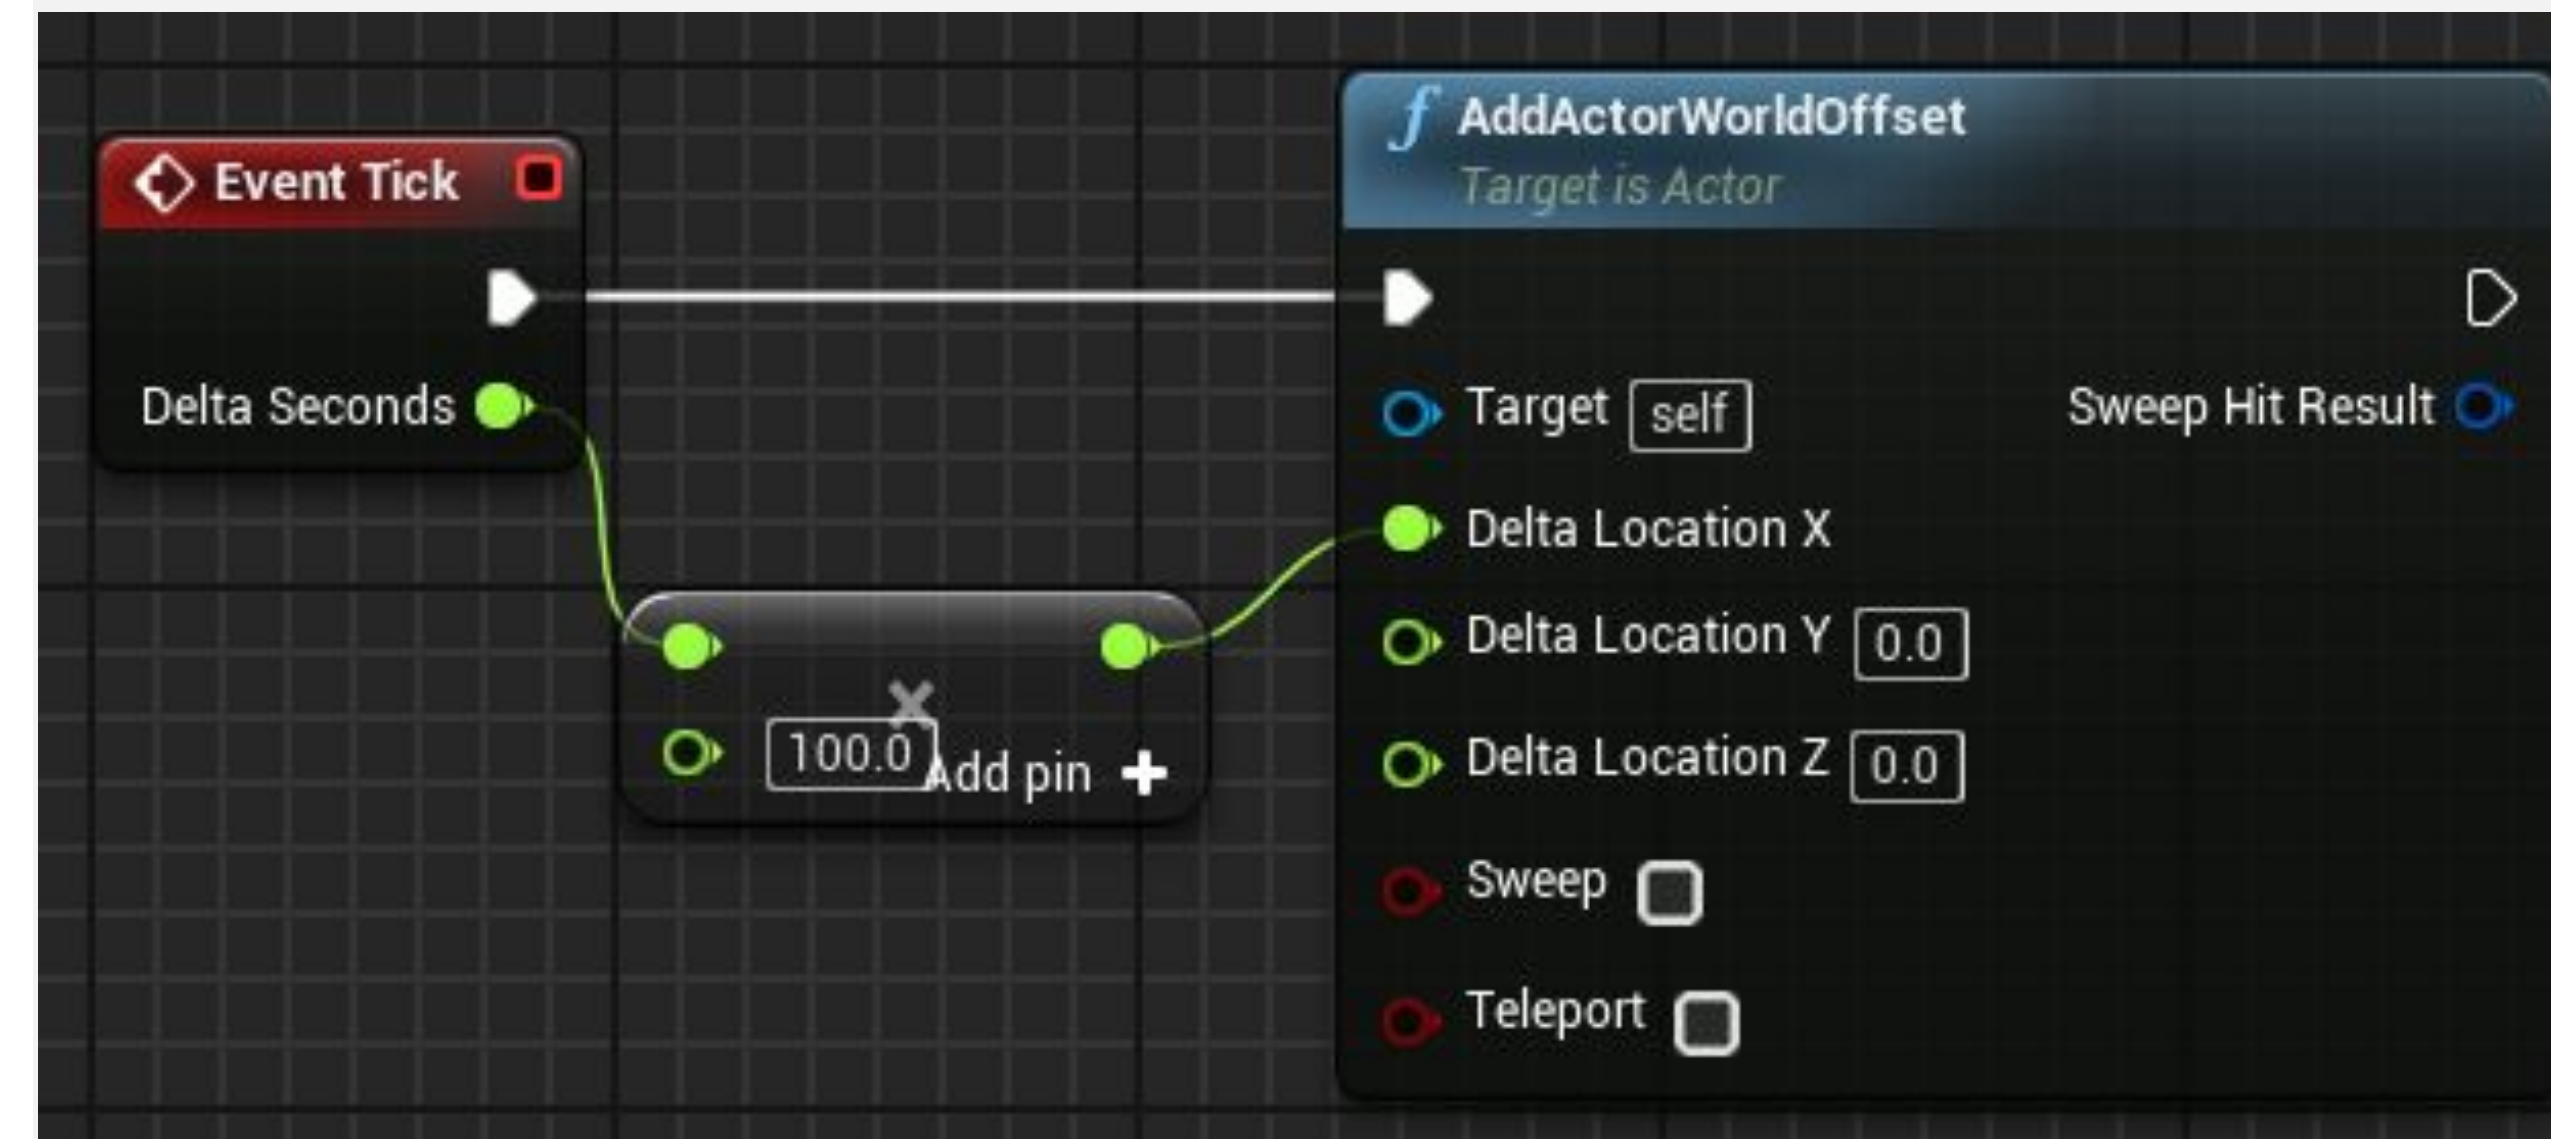 Event Tick
Delta Seconds
100.0
Add pin
AddActorWorldOffset
Target is Actor
Target self
Sweep Hit Result
Delta Location X
Delta Location Y 0.0
Delta Location Z 0.0
Sweep
Teleport